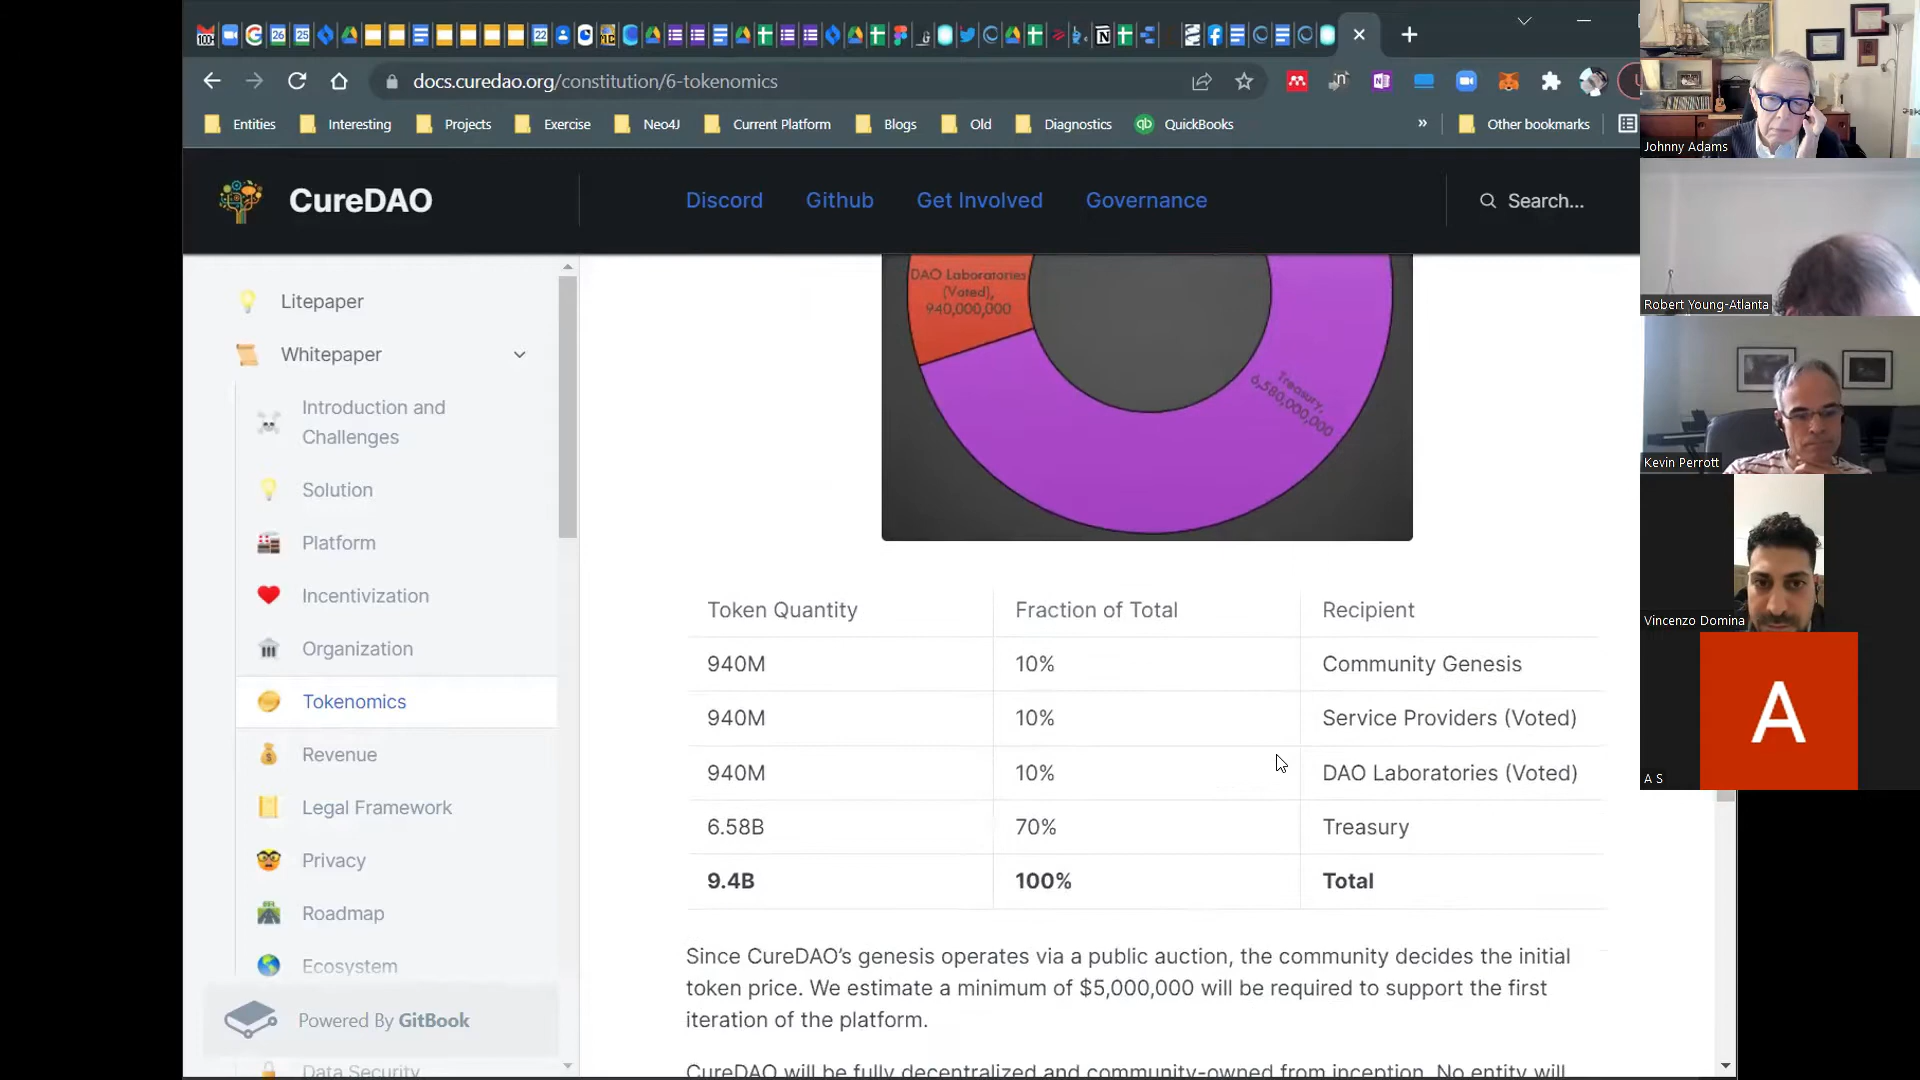 docs.curedao.org/constitution/6-tokenomics
Entities Interesting Projects Exercise Neo4J Current Platform Blogs Old Diagnostics QuickBooks » Other bookmarks
CureDAO
Discord Github Get Involved Governance Search...
Litepaper
Whitepaper
Introduction and
Challenges
Solution
Platform
Incentivization
Organization
Tokenomics
Revenue
Legal Framework
Privacy
Roadmap
Ecosystem
Powered By GitBook
Data Security
DAO Laboratories
(Voted),
940,000,000
Treasury,
6,580,000,000
Token Quantity Fraction of Total Recipient
940M 10% Community Genesis
940M 10% Service Providers (Voted)
940M 10% DAO Laboratories (Voted)
6.58B 70% Treasury
9.4B 100% Total
Since CureDAO’s genesis operates via a public auction, the community decides the initial
token price. We estimate a minimum of $5,000,000 will be required to support the first
iteration of the platform.
CureDAO will be fully decentralized and community-owned from inception. No entity will
Johnny Adams
Robert Young-Atlanta
Kevin Perrott
Vincenzo Domina
A
A S